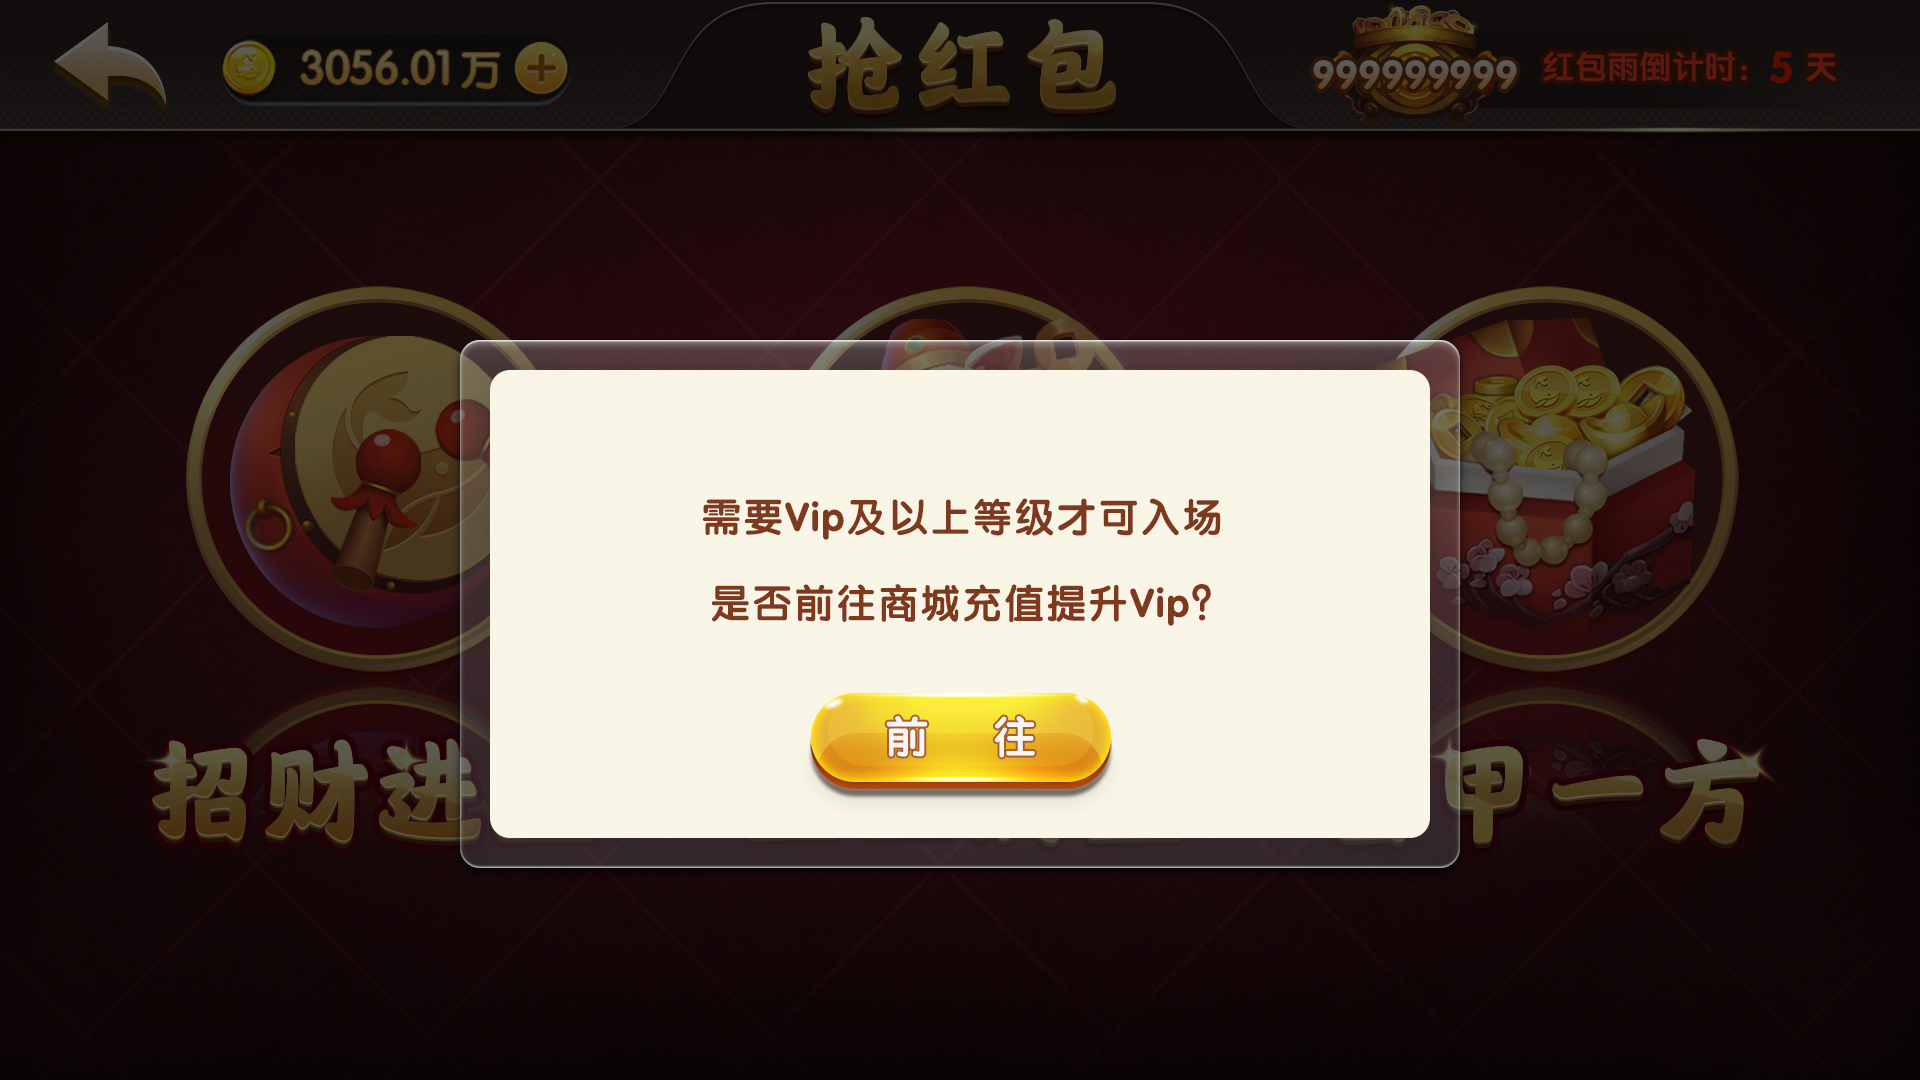 3056.01万
抢红包
999999999
红包雨倒计时：5 天
需要Vip及以上等级才可入场
是否前往商城充值提升Vip?
前 往
招财进
甲一方